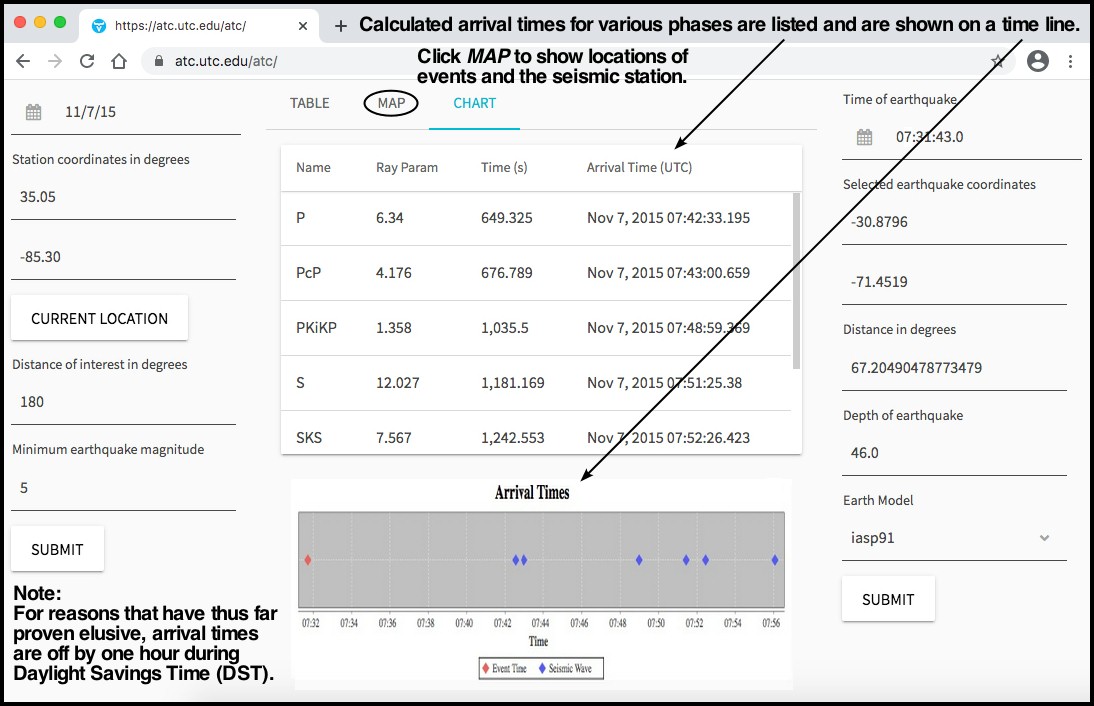 https://atc.utc.edu/atc/
Calculated arrival times for various phases are listed and are shown on a time line.
atc.utc.edu/atc/
Click MAP to show locations of
events and the seismic station.
11/7/15
Station coordinates in degrees
35.05
-85.30
CURRENT LOCATION
Distance of interest in degrees
180
Minimum earthquake magnitude
5
SUBMIT
Note:
For reasons that have thus far
proven elusive, arrival times
are off by one hour during
Daylight Savings Time (DST).
TABLE MAP CHART
Name Ray Param Time (s) Arrival Time (UTC)
P 6.34 649.325 Nov 7, 2015 07:42:33.195
PcP 4.176 676.789 Nov 7, 2015 07:43:00.659
PKiKP 1.358 1,035.5 Nov 7, 2015 07:48:59.369
S 12.027 1,181.169 Nov 7, 2015 07:51:25.38
SKS 7.567 1,242.553 Nov 7, 2015 07:52:26.423
Arrival Times
07:32 07:34 07:36 07:38 07:40 07:42 07:44 07:46 07:48 07:50 07:52 07:54 07:56
Time
Event Time Seismic Wave
Time of earthquake
07:31:43.0
Selected earthquake coordinates
-30.8796
-71.4519
Distance in degrees
67.20490478773479
Depth of earthquake
46.0
Earth Model
iasp91
SUBMIT